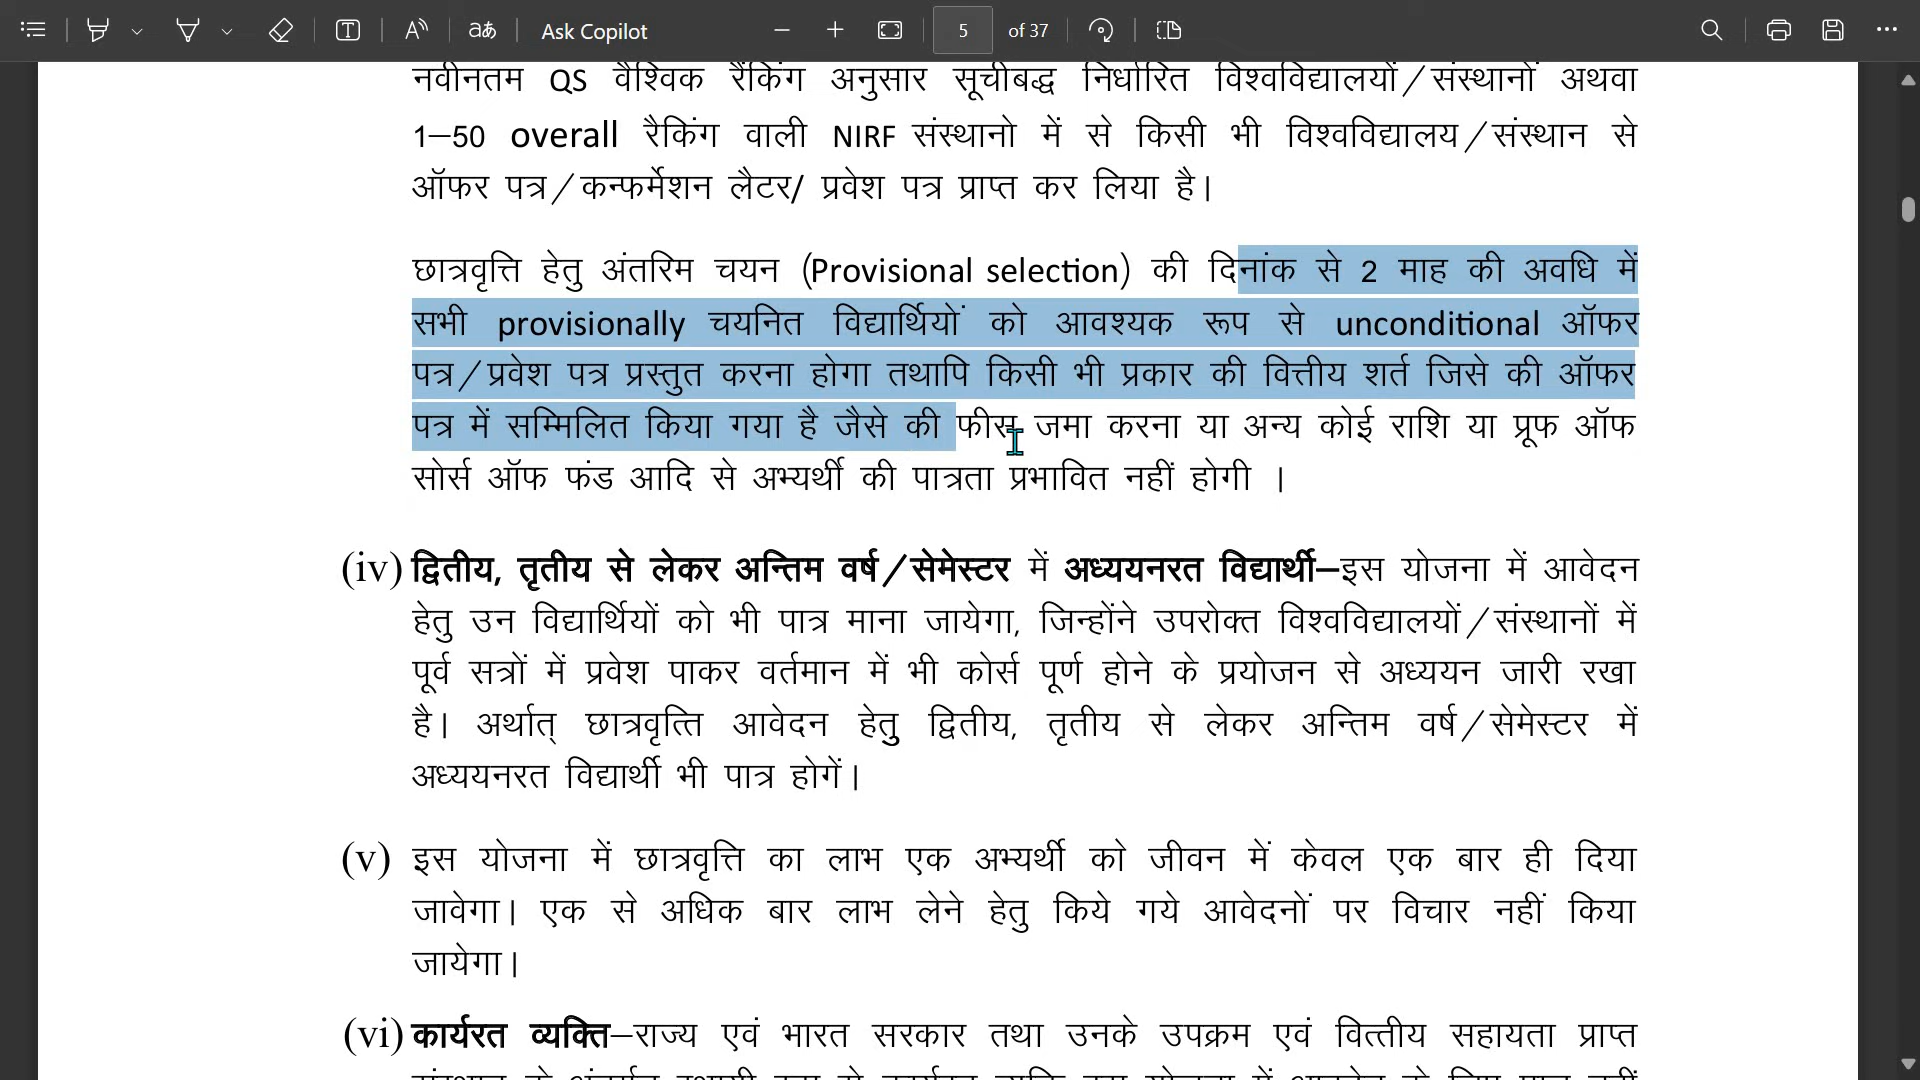 Ask Copilot
5 of 37
नवीनतम QS वैश्विक रैंकिंग अनुसार सूचीबद्ध निर्धारित विश्वविद्यालयों/संस्थानों अथवा
1–50 overall रैकिंग वाली NIRF संस्थानो में से किसी भी विश्वविद्यालय/संस्थान से
ऑफर पत्र/कन्फर्मेशन लैटर/ प्रवेश पत्र प्राप्त कर लिया है।
छात्रवृत्ति हेतु अंतरिम चयन (Provisional selection) की दिनांक से 2 माह की अवधि में
सभी provisionally चयनित विद्यार्थियों को आवश्यक रूप से unconditional ऑफर
पत्र/प्रवेश पत्र प्रस्तुत करना होगा तथापि किसी भी प्रकार की वित्तीय शर्त जिसे की ऑफर
पत्र में सम्मिलित किया गया है जैसे की फीस जमा करना या अन्य कोई राशि या प्रूफ ऑफ
सोर्स ऑफ फंड आदि से अभ्यर्थी की पात्रता प्रभावित नहीं होगी ।
(iv) द्वितीय, तृतीय से लेकर अन्तिम वर्ष/सेमेस्टर में अध्ययनरत विद्यार्थी–इस योजना में आवेदन
हेतु उन विद्यार्थियों को भी पात्र माना जायेगा, जिन्होंने उपरोक्त विश्वविद्यालयों/संस्थानों में
पूर्व सत्रों में प्रवेश पाकर वर्तमान में भी कोर्स पूर्ण होने के प्रयोजन से अध्ययन जारी रखा
है। अर्थात् छात्रवृत्ति आवेदन हेतु द्वितीय, तृतीय से लेकर अन्तिम वर्ष/सेमेस्टर में
अध्ययनरत विद्यार्थी भी पात्र होगें।
(v) इस योजना में छात्रवृत्ति का लाभ एक अभ्यर्थी को जीवन में केवल एक बार ही दिया
जावेगा। एक से अधिक बार लाभ लेने हेतु किये गये आवेदनों पर विचार नहीं किया
जायेगा।
(vi) कार्यरत व्यक्ति–राज्य एवं भारत सरकार तथा उनके उपक्रम एवं वित्तीय सहायता प्राप्त